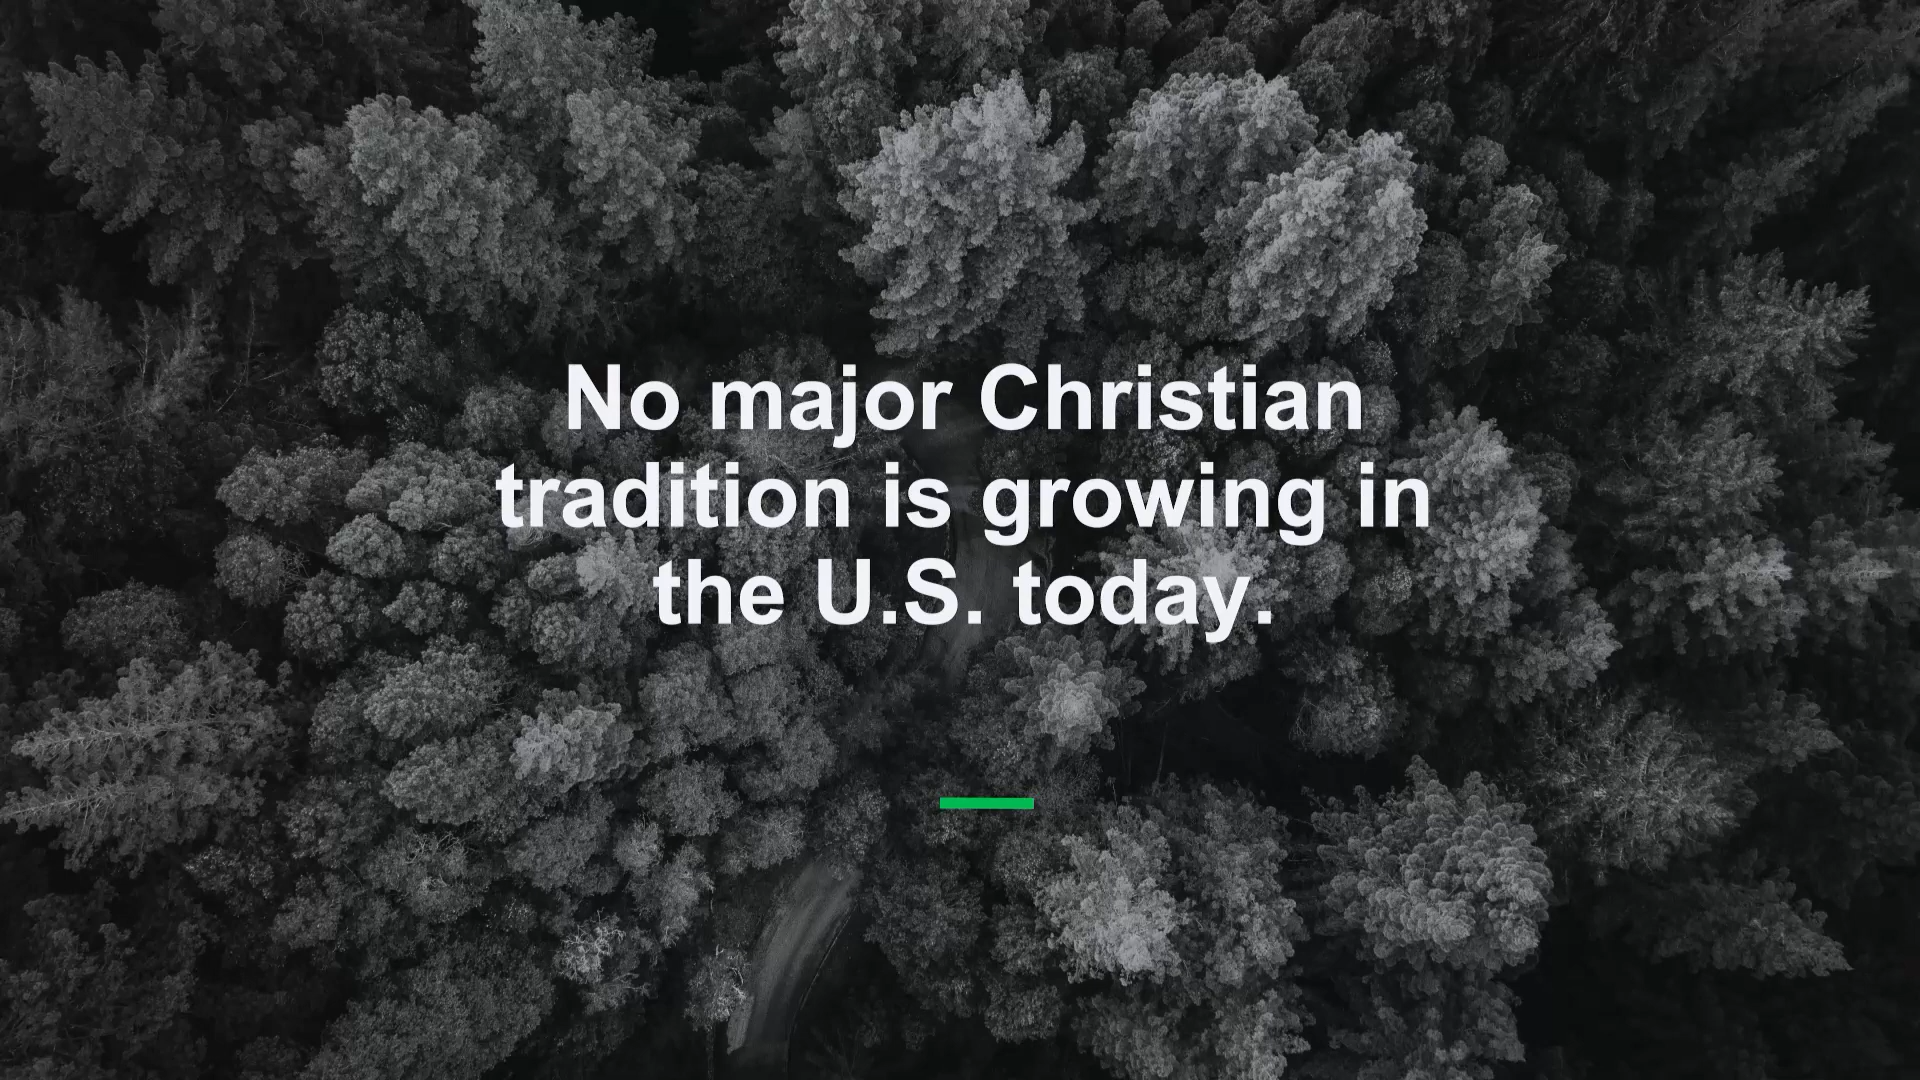 No major Christian
tradition is growing in
the U.S. today.